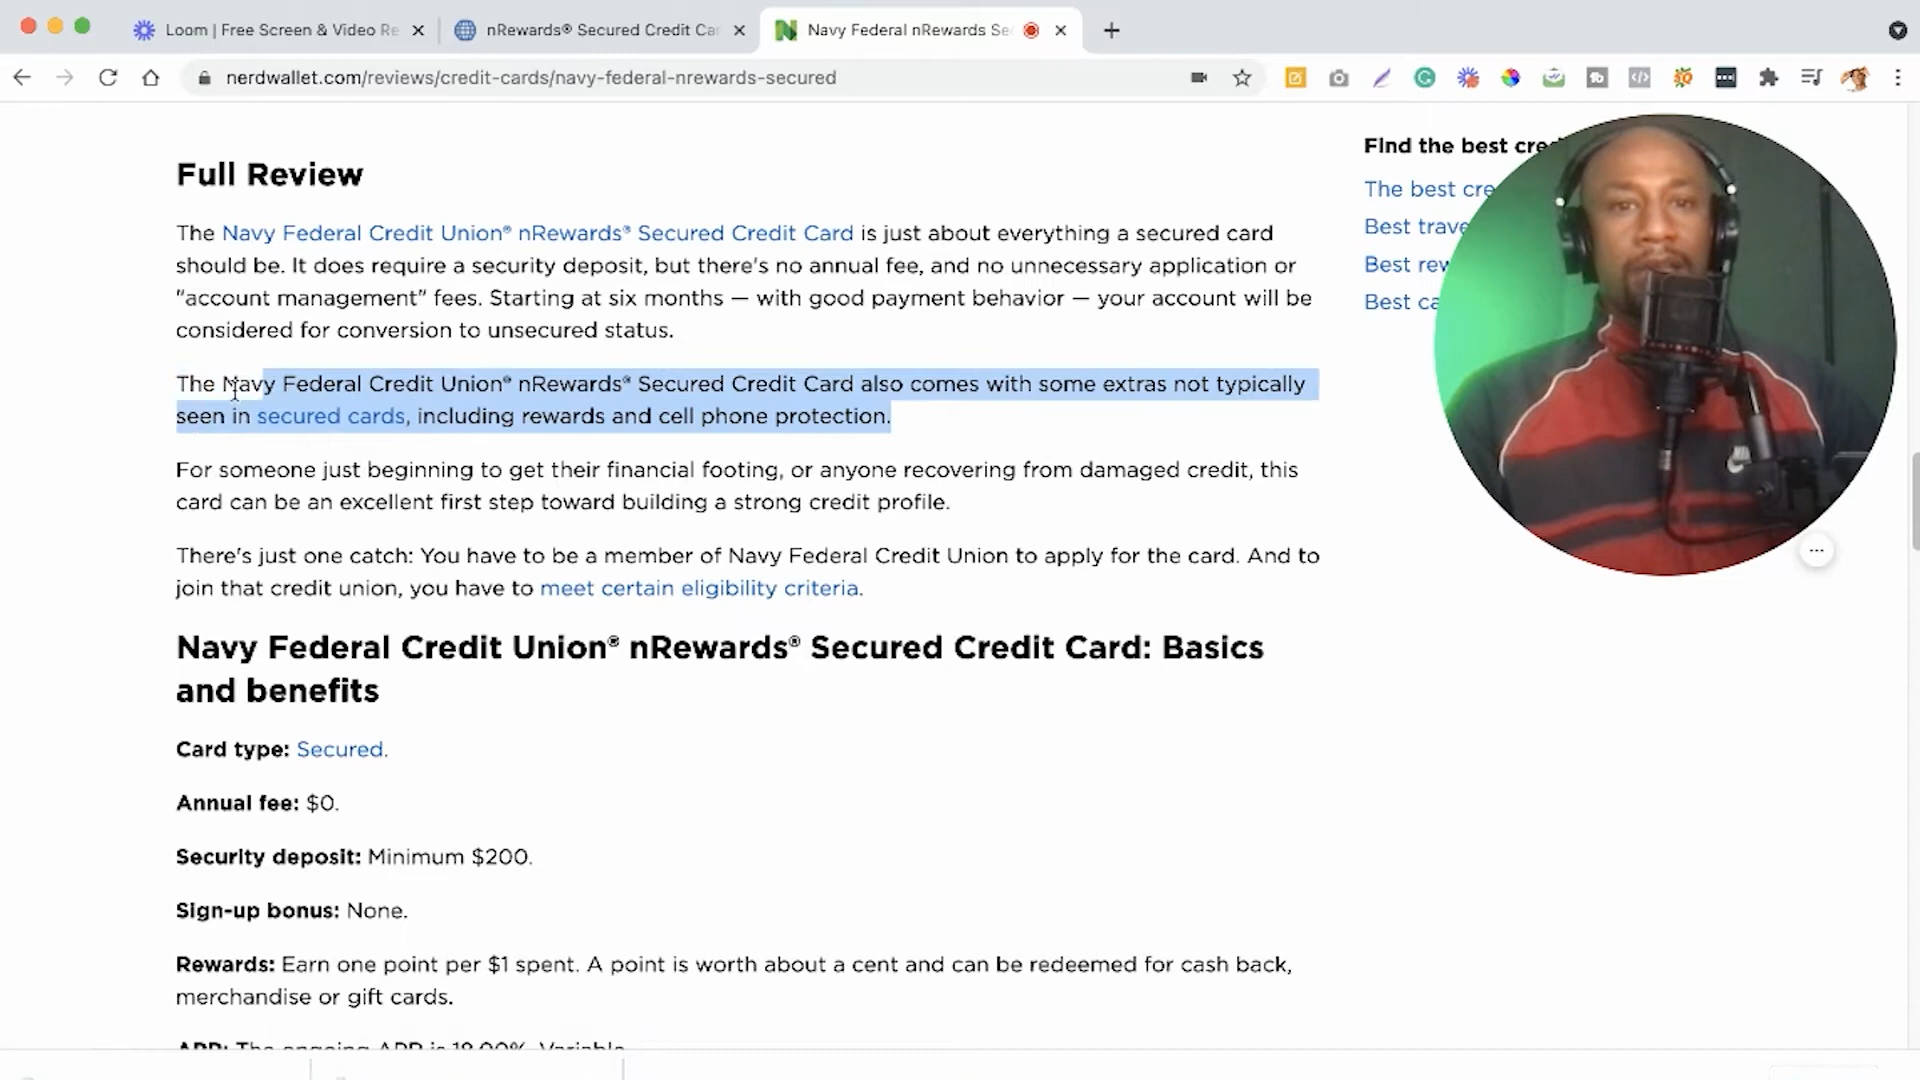 Loom | Free Screen & Video Re
nRewards® Secured Credit Car
Navy Federal nRewards Se
nerdwallet.com/reviews/credit-cards/navy-federal-nrewards-secured
Full Review
The Navy Federal Credit Union® nRewards® Secured Credit Card is just about everything a secured card
should be. It does require a security deposit, but there's no annual fee, and no unnecessary application or
"account management" fees. Starting at six months — with good payment behavior — your account will be
considered for conversion to unsecured status.
The Navy Federal Credit Union® nRewards® Secured Credit Card also comes with some extras not typically
seen in secured cards, including rewards and cell phone protection.
For someone just beginning to get their financial footing, or anyone recovering from damaged credit, this
card can be an excellent first step toward building a strong credit profile.
There's just one catch: You have to be a member of Navy Federal Credit Union to apply for the card. And to
join that credit union, you have to meet certain eligibility criteria.
Navy Federal Credit Union® nRewards® Secured Credit Card: Basics
and benefits
Card type: Secured.
Annual fee: $0.
Security deposit: Minimum $200.
Sign-up bonus: None.
Rewards: Earn one point per $1 spent. A point is worth about a cent and can be redeemed for cash back,
merchandise or gift cards.
APR: The ongoing APR is 18.00%, Variable
Find the best cre
The best cre
Best trave
Best rew
Best ca